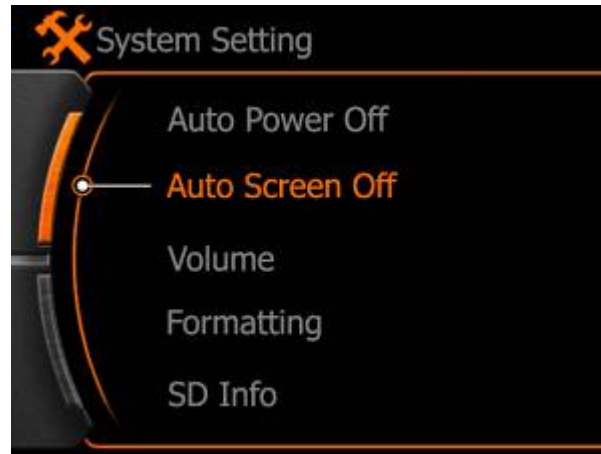 System Setting
Auto Power Off
Auto Screen Off
Volume
Formatting
SD Info